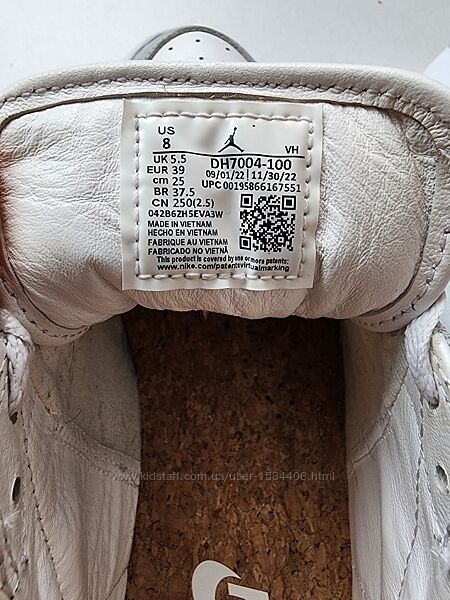 US
8
VH
UK 5.5
EUR 39
cm 25
BR 37.5
CN 250(2.5)
DH7004-100
09/01/22 | 11/30/22
UPC 00195866167551
042B62H5EVA3W
MADE IN VIETNAM
HECHO EN VIETNAM
FABRIQUE AU VIETNAM
FABRICADO NO VIETNÃ
This product is covered by one or more patents:
www.nike.com/patentsvirtualmarking
www.kidstaff.com.ua/user-1534406.html